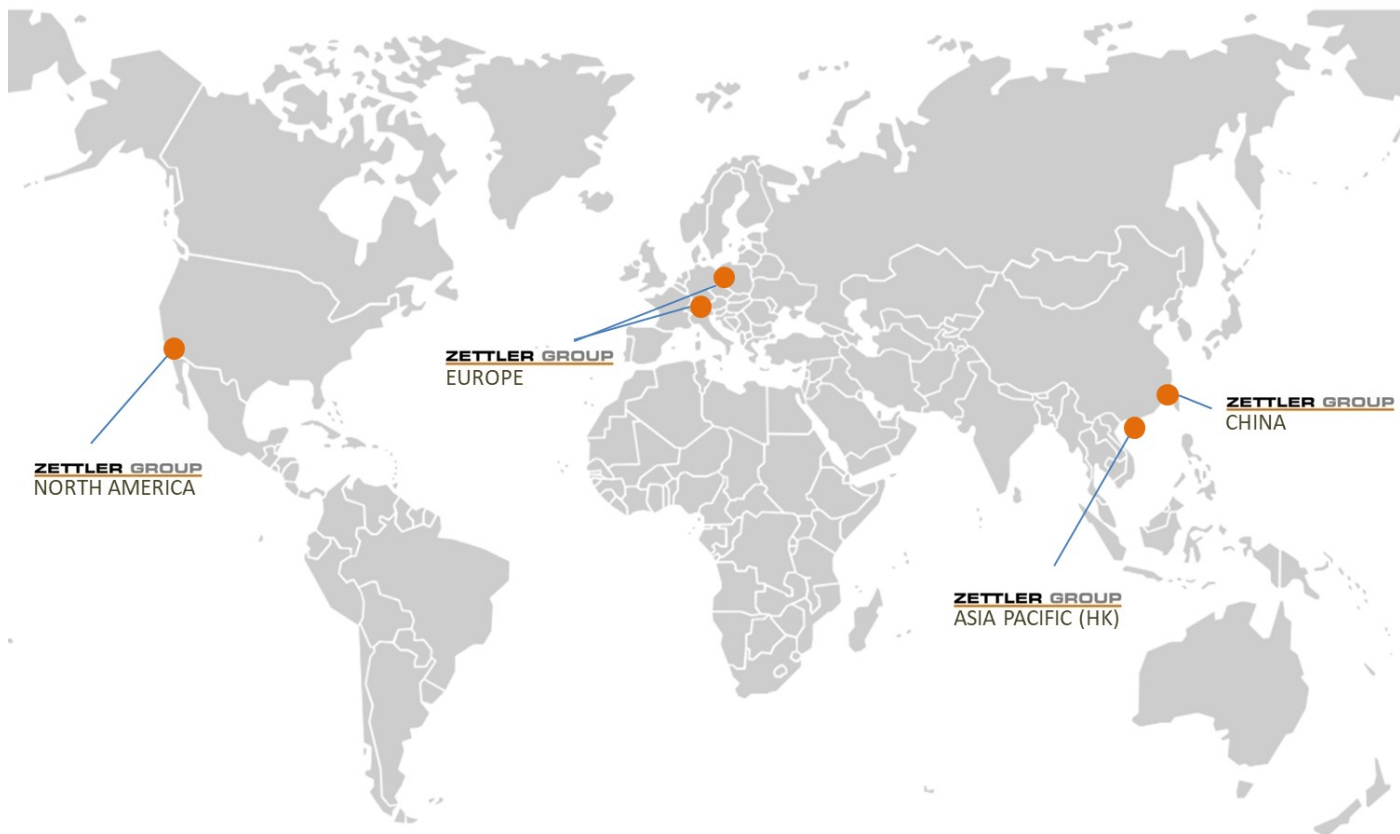 ZETTLER GROUP
EUROPE
ZETTLER GROUP
CHINA
ZETTLER GROUP
NORTH AMERICA
ZETTLER GROUP
ASIA PACIFIC (HK)